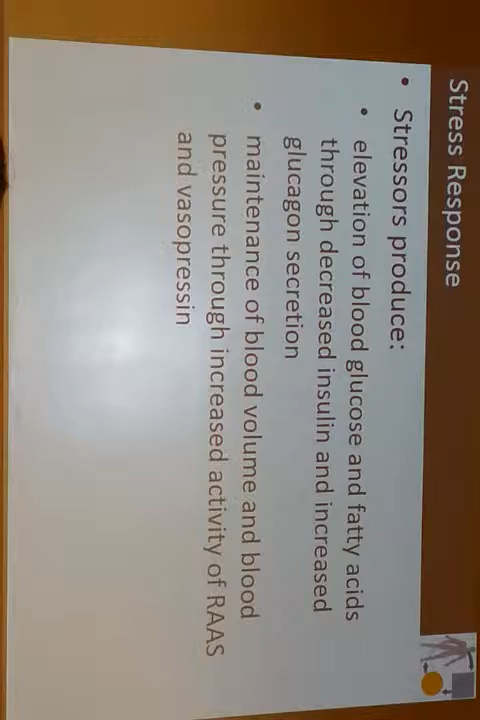 Stress Response
• Stressors produce:
• elevation of blood glucose and fatty acids
through decreased insulin and increased
glucagon secretion
• maintenance of blood volume and blood
pressure through increased activity of RAAS
and vasopressin